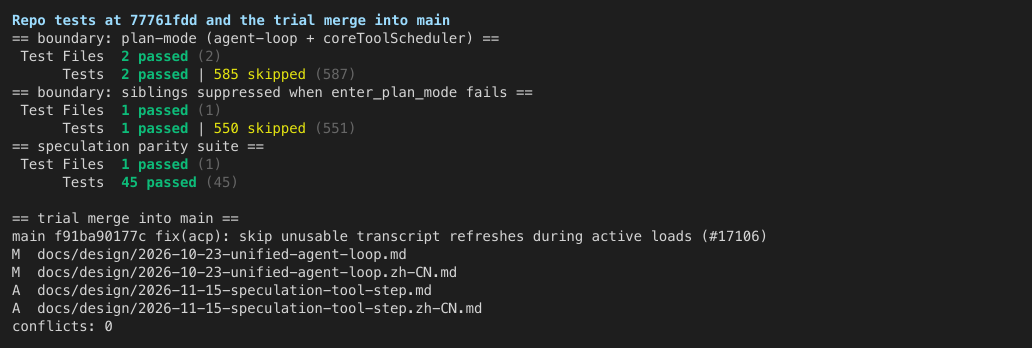 Repo tests at 77761fdd and the trial merge into main
== boundary: plan-mode (agent-loop + coreToolScheduler) ==
Test Files  2 passed (2)
Tests  2 passed | 585 skipped (587)
== boundary: siblings suppressed when enter_plan_mode fails ==
Test Files  1 passed (1)
Tests  1 passed | 550 skipped (551)
== speculation parity suite ==
Test Files  1 passed (1)
Tests  45 passed (45)
== trial merge into main ==
main f91ba90177c fix(acp): skip unusable transcript refreshes during active loads (#17106)
M  docs/design/2026-10-23-unified-agent-loop.md
M  docs/design/2026-10-23-unified-agent-loop.zh-CN.md
A  docs/design/2026-11-15-speculation-tool-step.md
A  docs/design/2026-11-15-speculation-tool-step.zh-CN.md
conflicts: 0